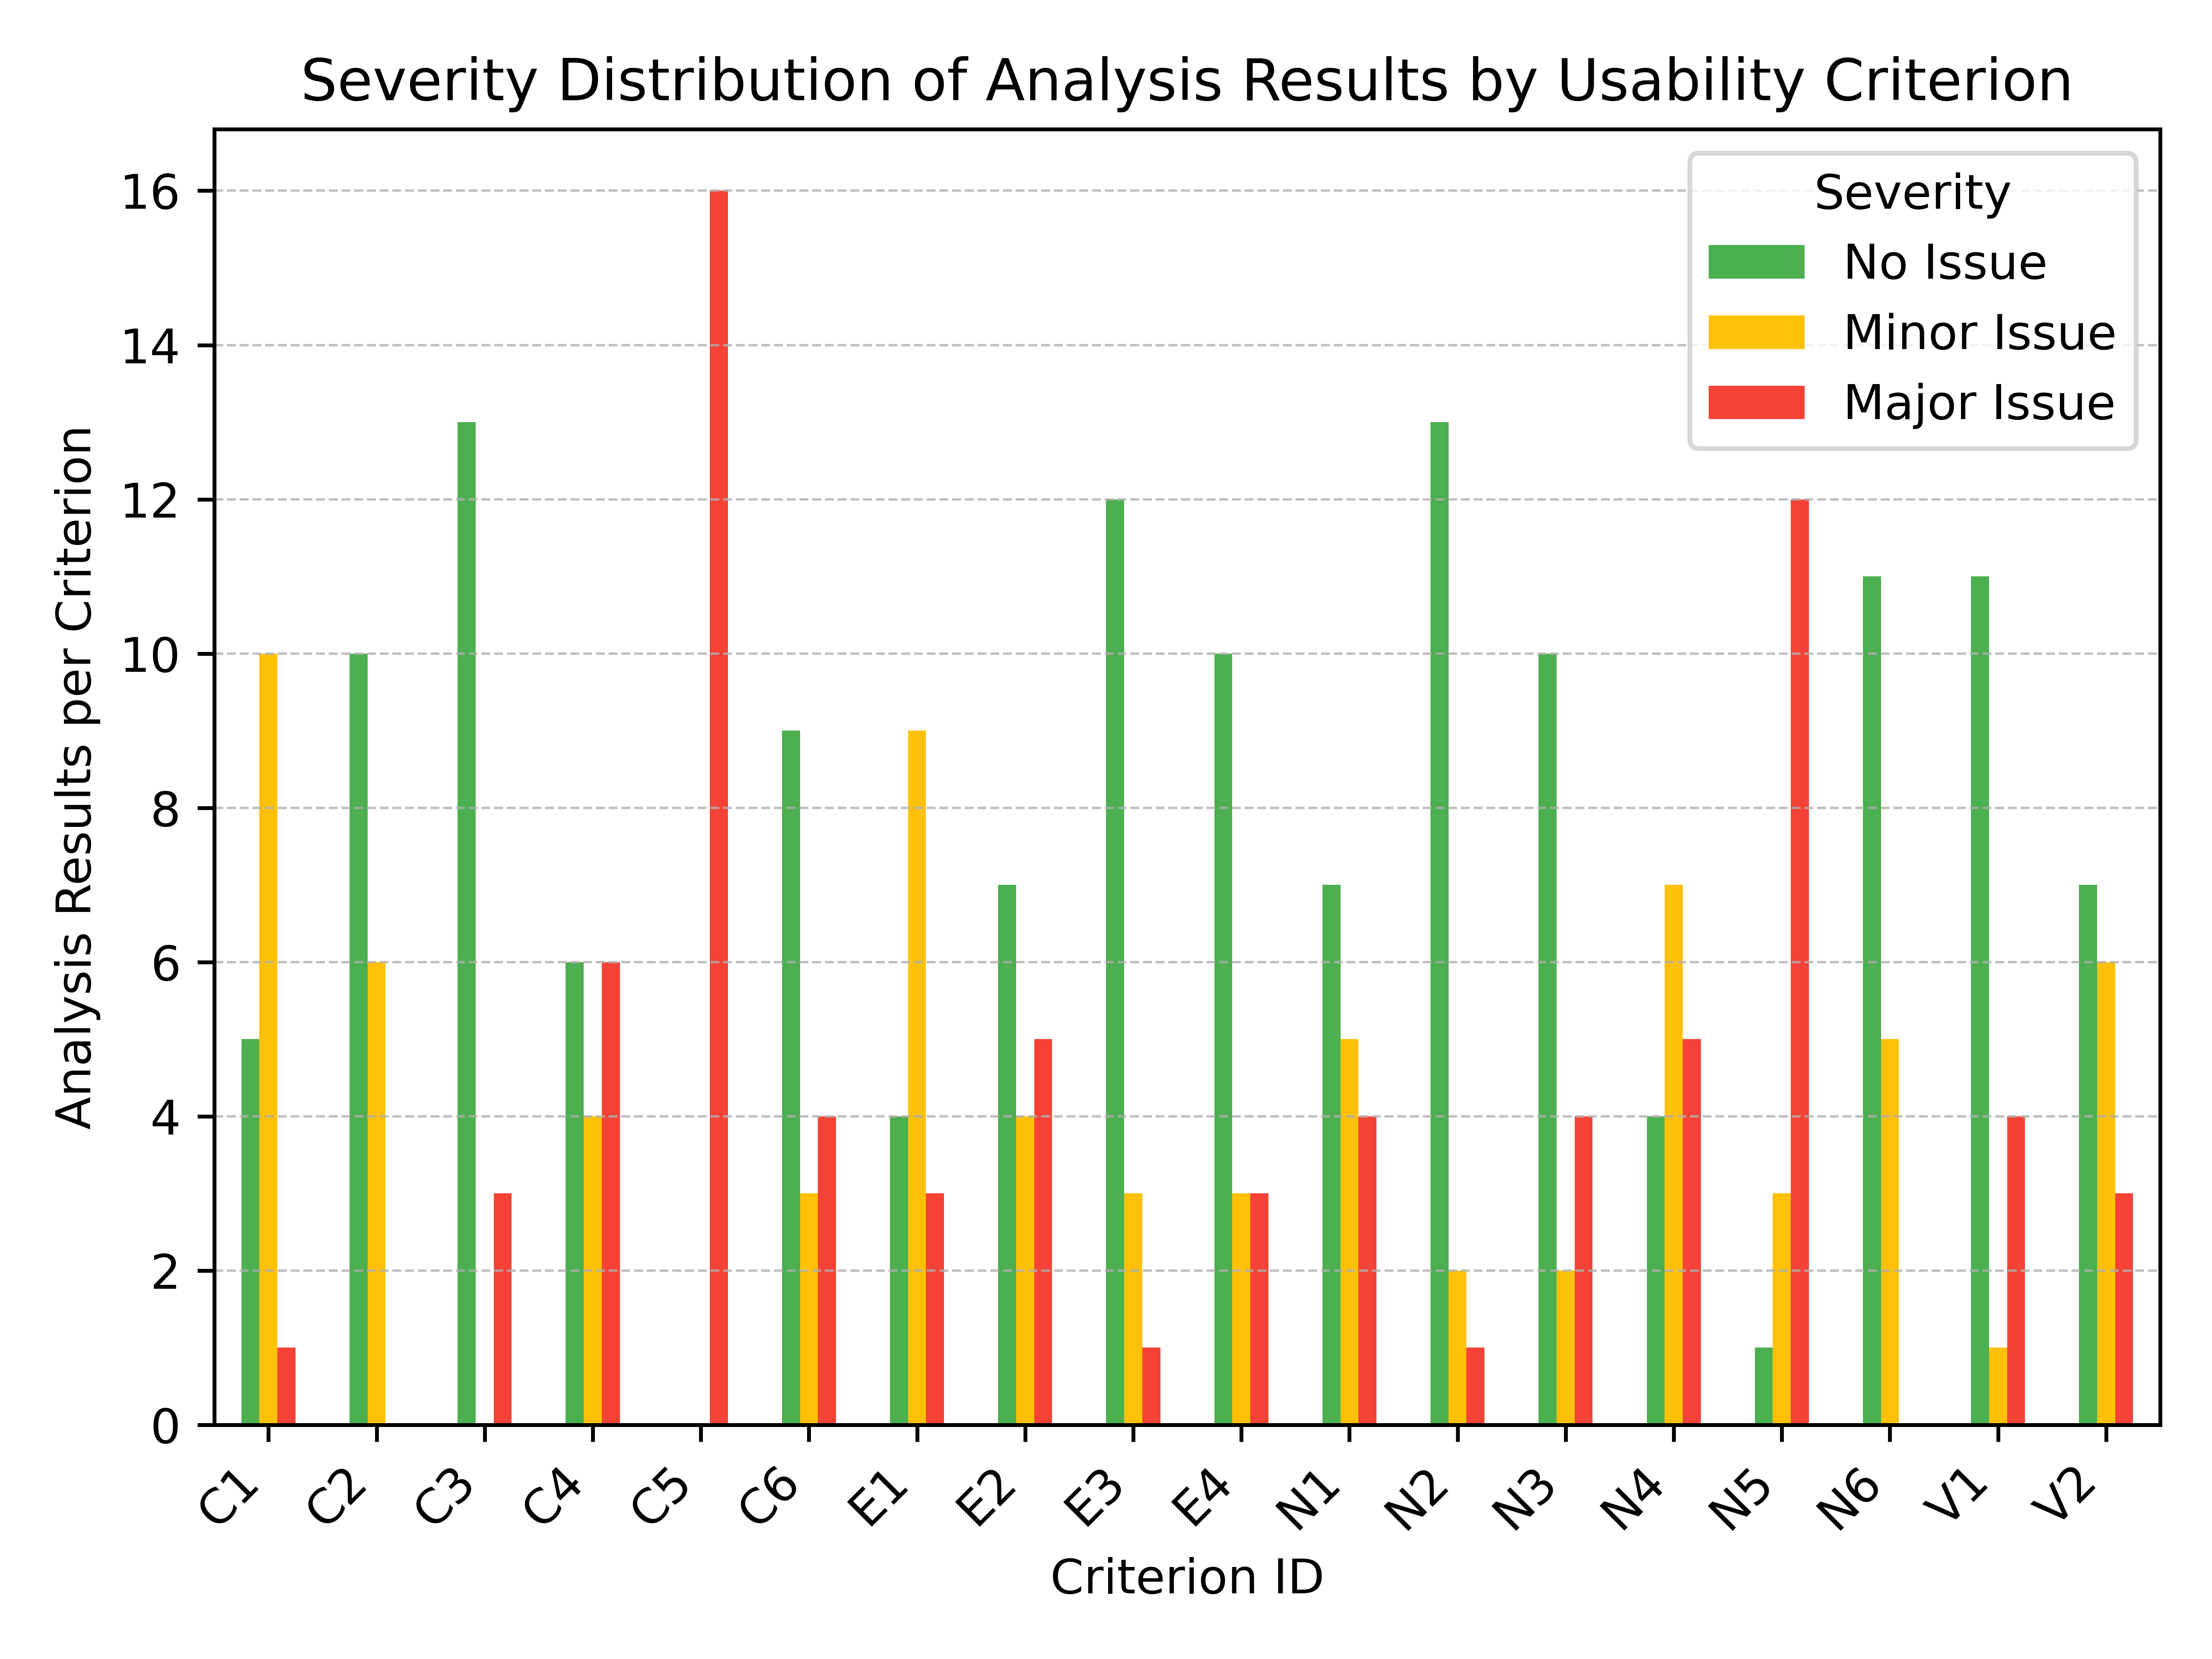 Severity Distribution of Analysis Results by Usability Criterion
Severity
No Issue
Minor Issue
Major Issue
Analysis Results per Criterion
16
14
12
10
8
6
4
2
0
C1 C2 C3 C4 C5 C6 E1 E2 E3 E4 N1 N2 N3 N4 N5 N6 V1 V2
Criterion ID